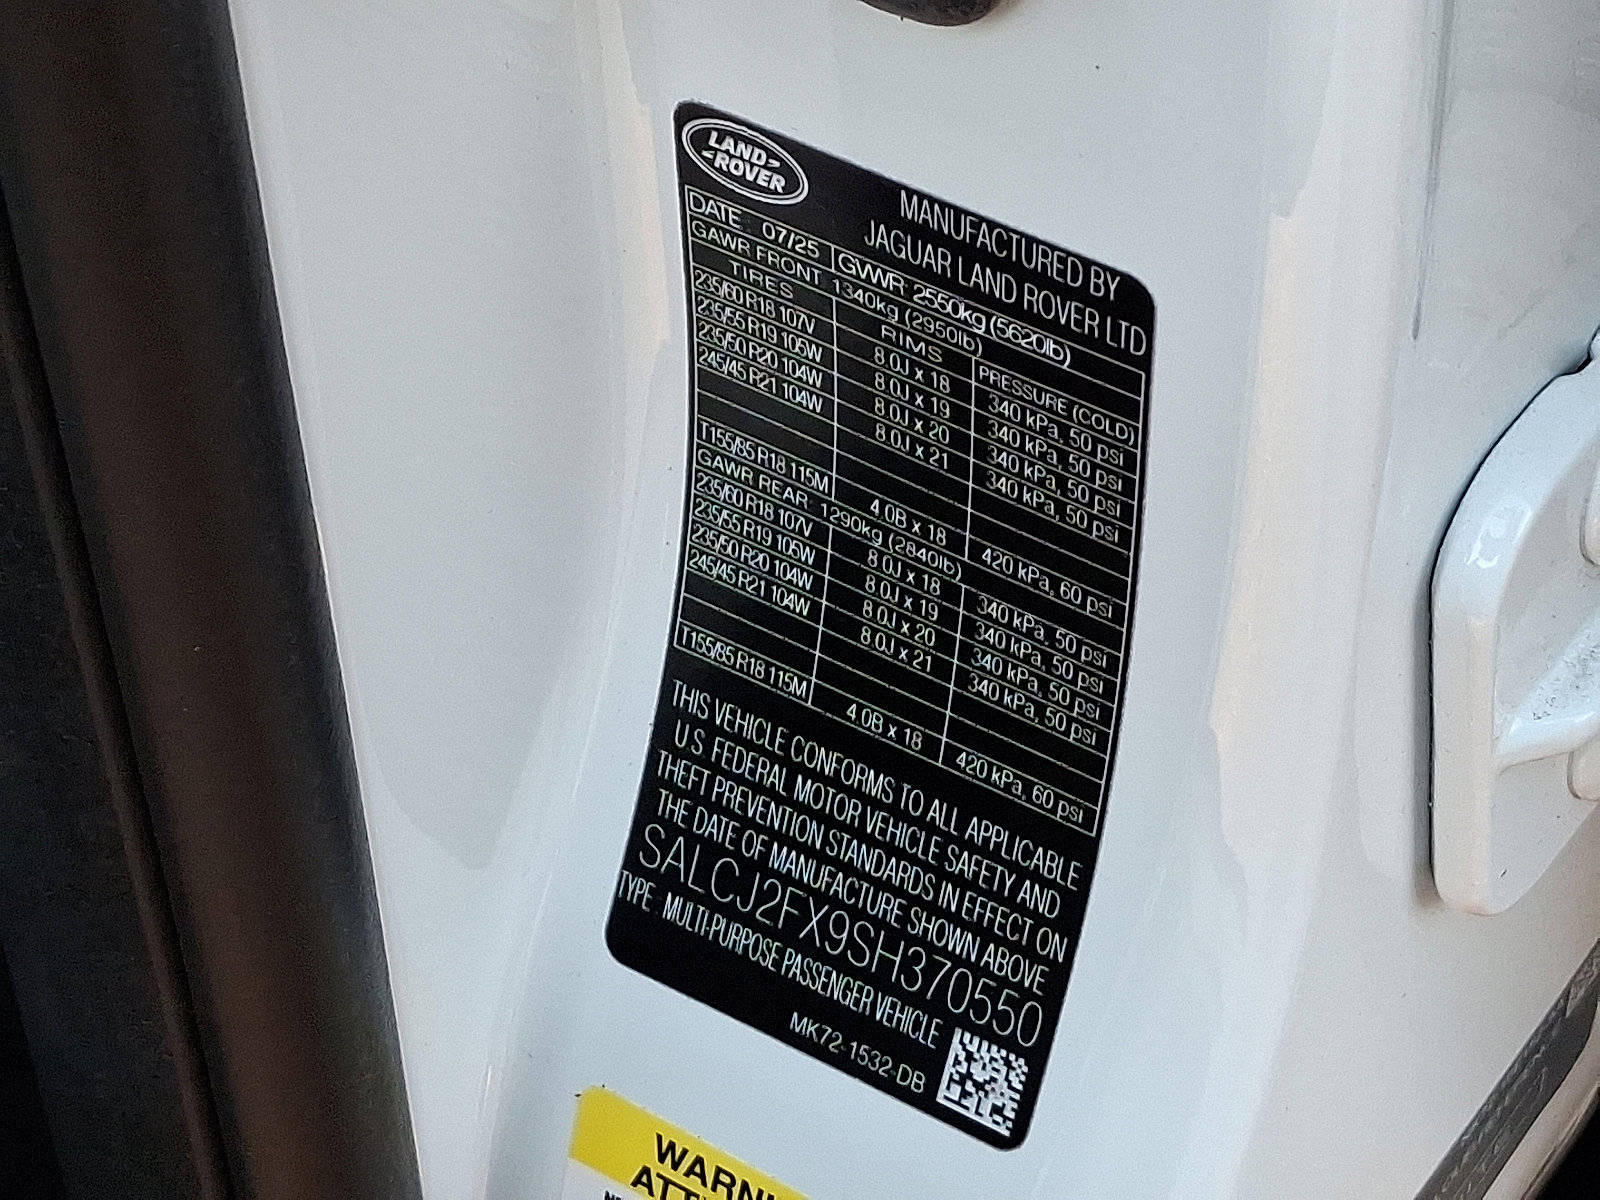 LAND
ROVER
MANUFACTURED BY
JAGUAR LAND ROVER LTD
DATE: 07/25 GVWR: 2550kg (5620lb)
GAWR FRONT 1340kg (2950lb)
TIRES RIMS PRESSURE (COLD)
235/60 R18 107V 8.0J x 18 340 kPa, 50 psi
235/55 R19 105W 8.0J x 19 340 kPa, 50 psi
235/50 R20 104W 8.0J x 20 340 kPa, 50 psi
245/45 R21 104W 8.0J x 21 340 kPa, 50 psi
T155/85 R18 115M 4.0B x 18 420 kPa, 60 psi
GAWR REAR: 1290kg (2840lb)
235/60 R18 107V 8.0J x 18 340 kPa, 50 psi
235/55 R19 105W 8.0J x 19 340 kPa, 50 psi
235/50 R20 104W 8.0J x 20 340 kPa, 50 psi
245/45 R21 104W 8.0J x 21 340 kPa, 50 psi
T155/85 R18 115M 4.0B x 18 420 kPa, 60 psi
THIS VEHICLE CONFORMS TO ALL APPLICABLE
U.S. FEDERAL MOTOR VEHICLE SAFETY AND
THEFT PREVENTION STANDARDS IN EFFECT ON
THE DATE OF MANUFACTURE SHOWN ABOVE
SALCJ2FX9SH370550
TYPE: MULTI-PURPOSE PASSENGER VEHICLE
MK72-1532-DB
WARNI
ATT